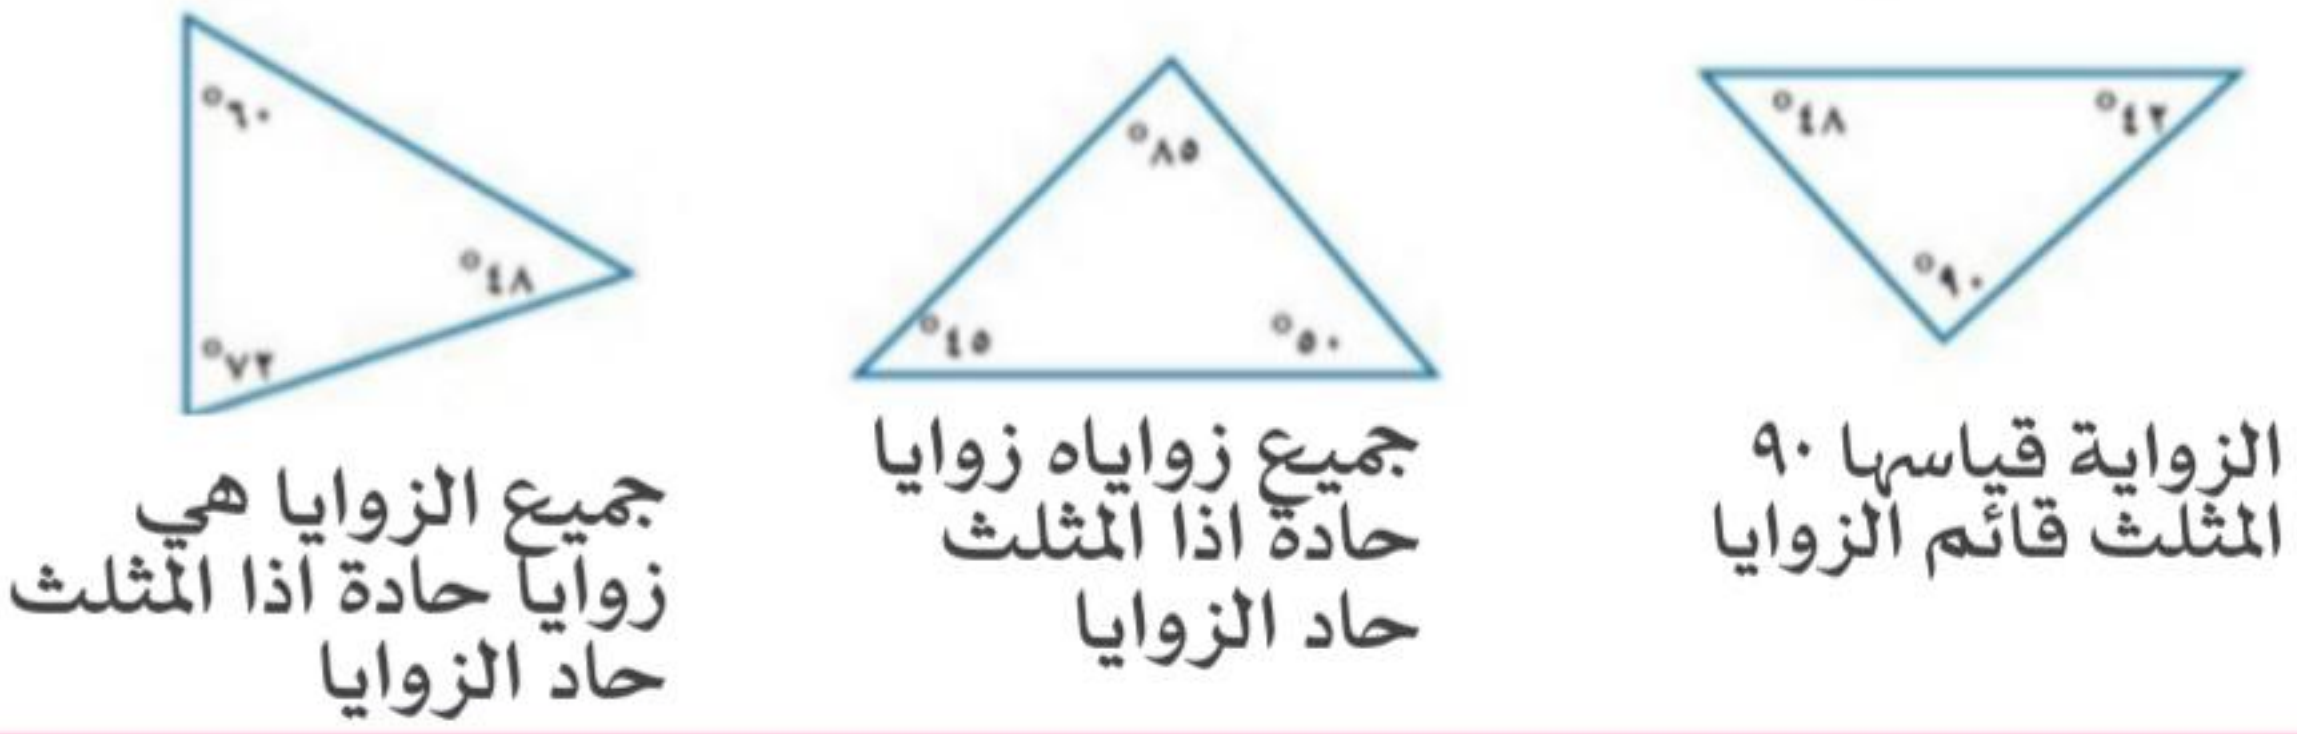 °٤٨
°٤٢
°٩٠
الزواية قياسها ٩٠
المثلث قائم الزوايا
°٨٥
°٤٥
°٥٠
جميع زواياه زوايا
حادة اذا المثلث
حاد الزوايا
°٦٠
°٤٨
°٧٢
جميع الزوايا هي
زوايا حادة اذا المثلث
حاد الزوايا